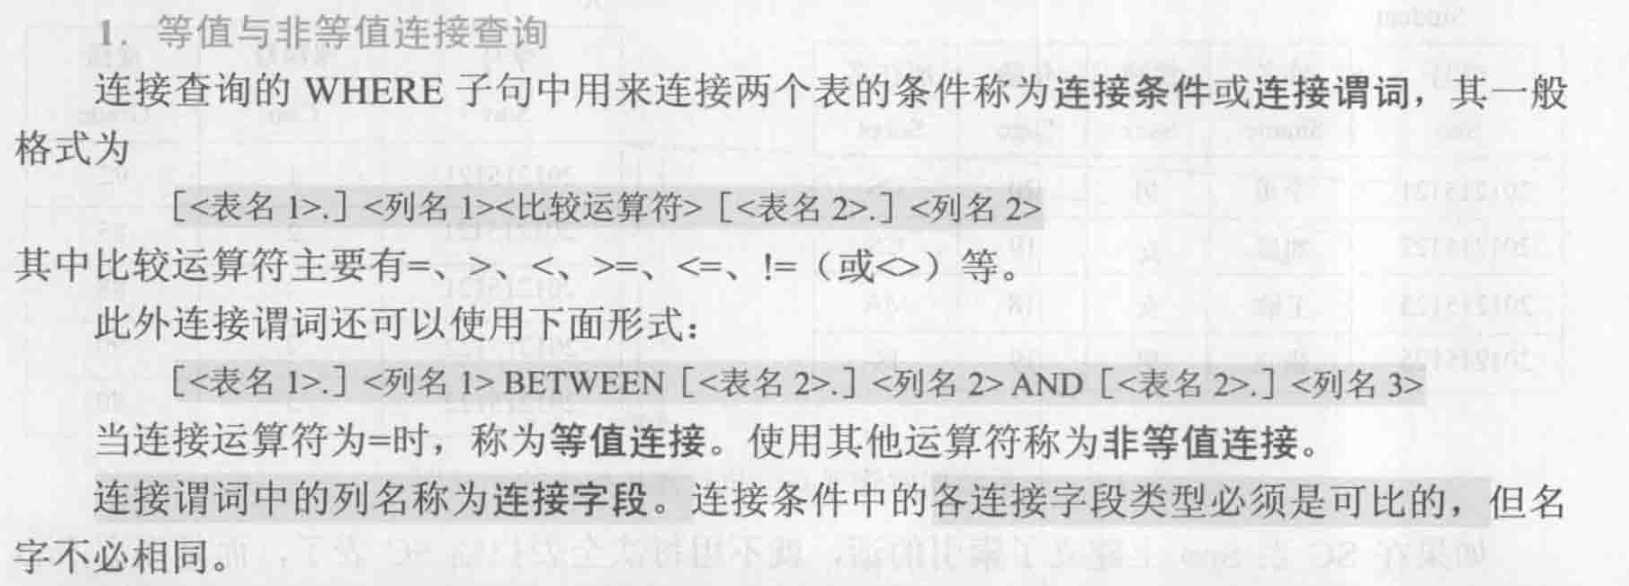 1. 等值与非等值连接查询
连接查询的 WHERE 子句中用来连接两个表的条件称为连接条件或连接谓词，其一般
格式为
[<表名 1>.] <列名 1><比较运算符> [<表名 2>.] <列名 2>
其中比较运算符主要有=、>、<、>=、<=、!=（或<>）等。
此外连接谓词还可以使用下面形式：
[<表名 1>.] <列名 1> BETWEEN [<表名 2>.] <列名 2> AND [<表名 2>.] <列名 3>
当连接运算符为=时，称为等值连接。使用其他运算符称为非等值连接。
连接谓词中的列名称为连接字段。连接条件中的各连接字段类型必须是可比的，但名
字不必相同。